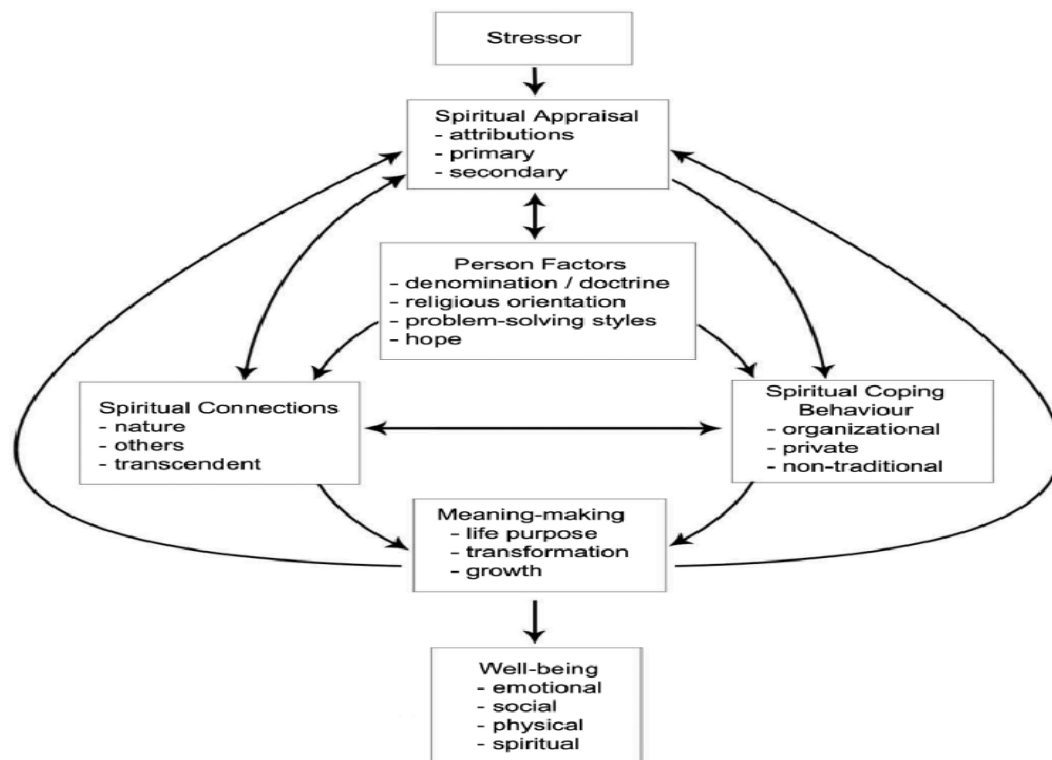 Stressor
Spiritual Appraisal
- attributions
- primary
- secondary
Person Factors
- denomination / doctrine
- religious orientation
- problem-solving styles
- hope
Spiritual Connections
- nature
- others
- transcendent
Spiritual Coping
Behaviour
- organizational
- private
- non-traditional
Meaning-making
- life purpose
- transformation
- growth
Well-being
- emotional
- social
- physical
- spiritual